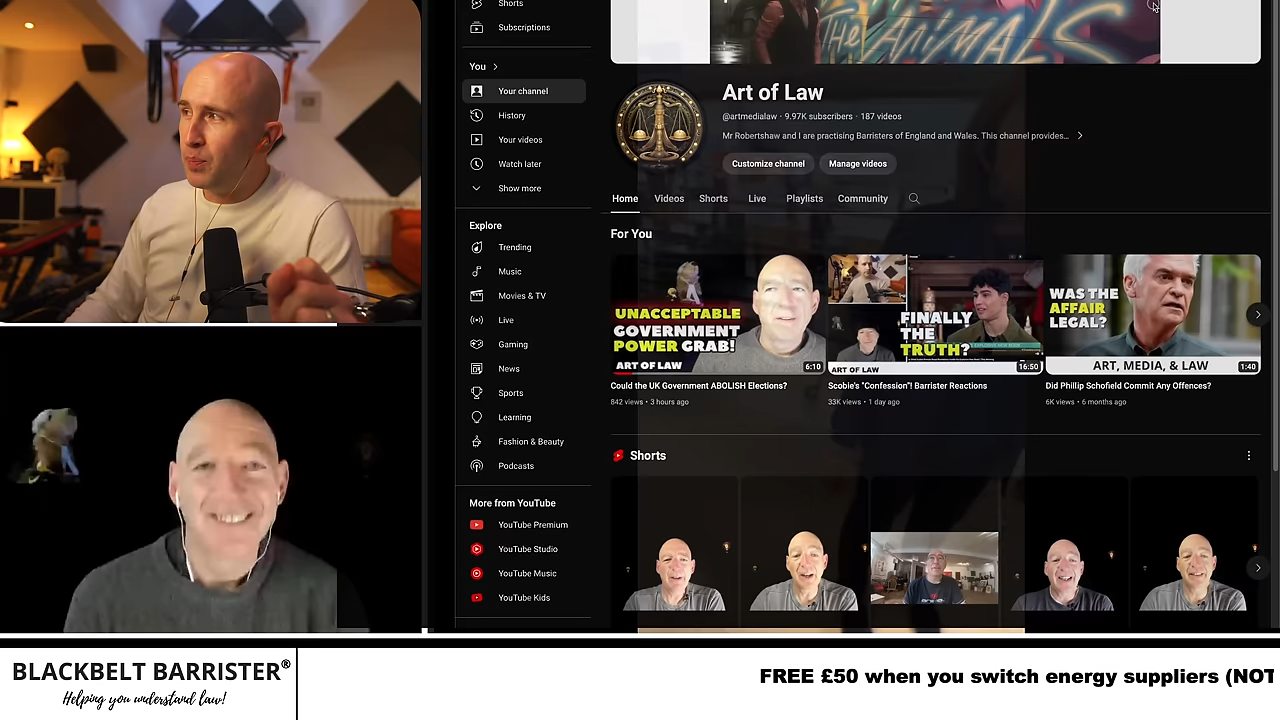 Shorts
Subscriptions
You
Your channel
History
Your videos
Watch later
Show more
Explore
Trending
Music
Movies & TV
Live
Gaming
News
Sports
Learning
Fashion & Beauty
Podcasts
More from YouTube
YouTube Premium
YouTube Studio
YouTube Music
YouTube Kids
THE ANIMALS
Art of Law
@artmedialaw · 9.97K subscribers · 187 videos
Mr Robertshaw and I are practising Barristers of England and Wales. This channel provides...
Customize channel
Manage videos
Home Videos Shorts Live Playlists Community
For You
UNACCEPTABLE
GOVERNMENT
POWER GRAB!
ART OF LAW
6:10
Could the UK Government ABOLISH Elections?
842 views • 3 hours ago
FINALLY
THE
TRUTH?
ART OF LAW
16:50
Scobie's "Confession"! Barrister Reactions
33K views • 1 day ago
WAS THE
AFFAIR
LEGAL?
ART, MEDIA, & LAW
1:40
Did Phillip Schofield Commit Any Offences?
6K views • 6 months ago
Shorts
BLACKBELT BARRISTER®
Helping you understand law!
FREE £50 when you switch energy suppliers (NOT